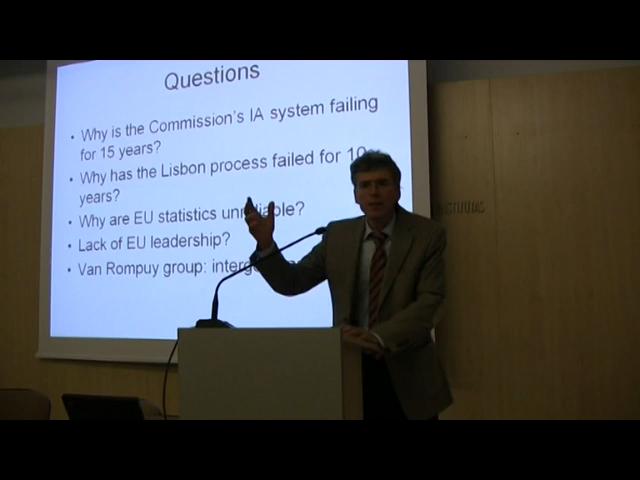 Questions
• Why is the Commission's IA system failing
for 15 years?
• Why has the Lisbon process failed for 10
years?
• Why are EU statistics unreliable?
• Lack of EU leadership?
• Van Rompuy group: